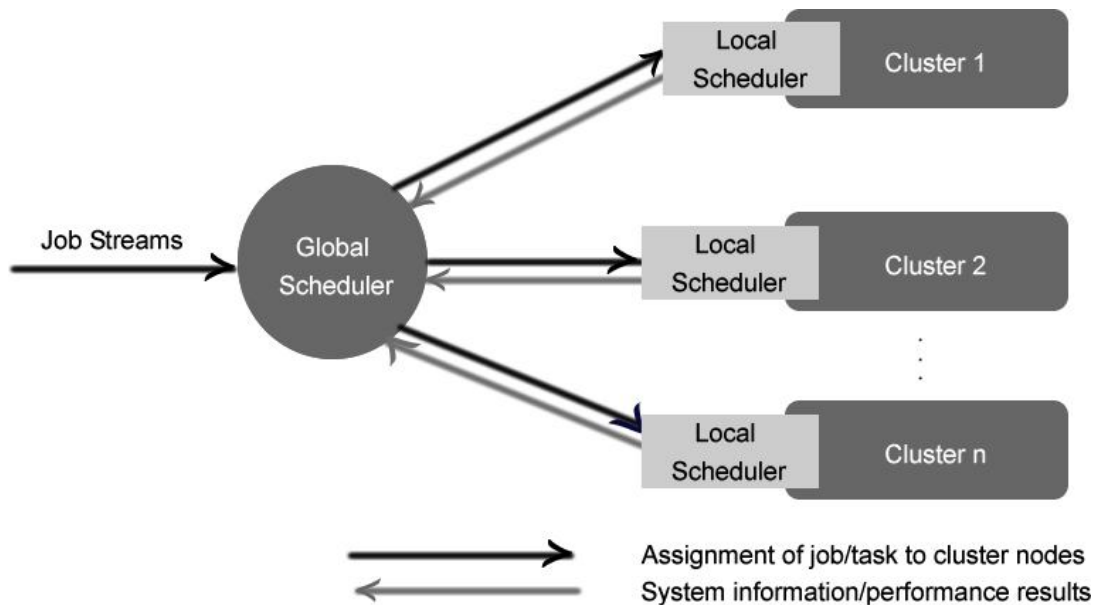 Local
Scheduler
Cluster 1
Job Streams
Global
Scheduler
Local
Scheduler
Cluster 2
Local
Scheduler
Cluster n
Assignment of job/task to cluster nodes
System information/performance results